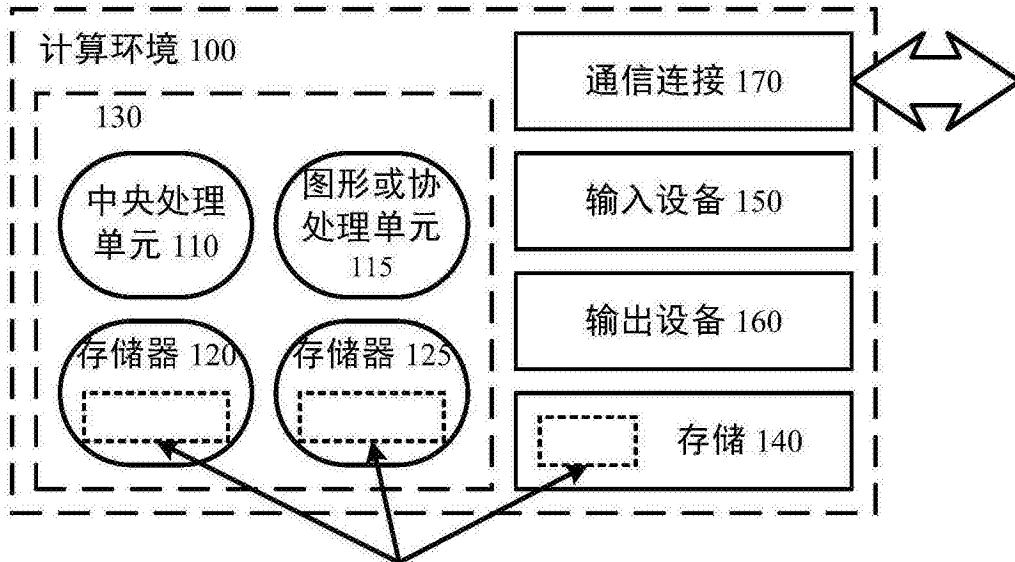 计算环境 100
130
中央处理
单元 110
图形或协
处理单元
115
存储器 120
存储器 125
通信连接 170
输入设备 150
输出设备 160
存储 140